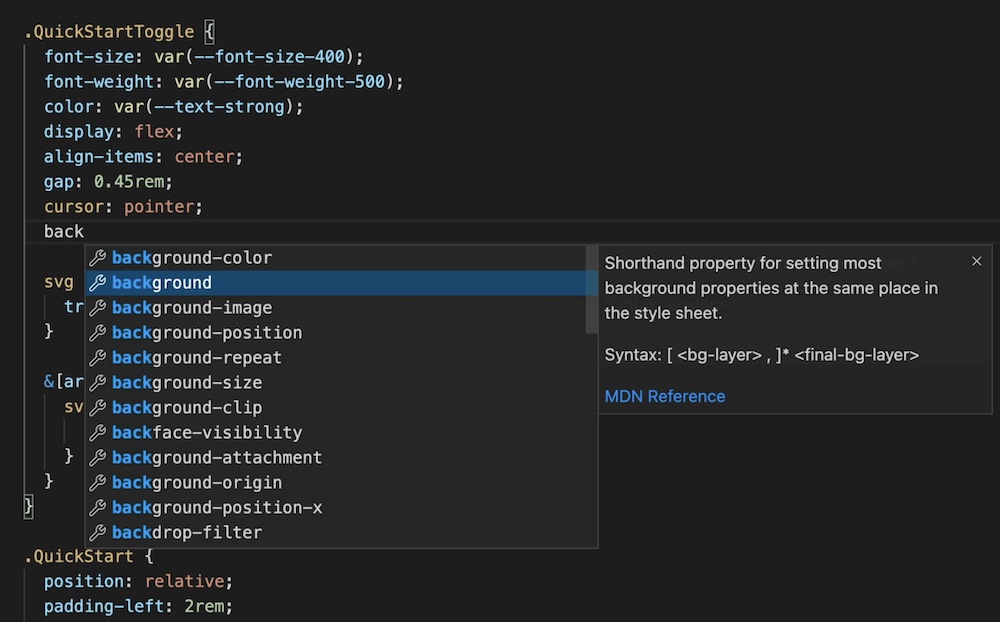 .QuickStartToggle {
font-size: var(--font-size-400);
font-weight: var(--font-weight-500);
color: var(--text-strong);
display: flex;
align-items: center;
gap: 0.45rem;
cursor: pointer;
back
background-color
background
background-image
background-position
background-repeat
background-size
background-clip
backface-visibility
background-attachment
background-origin
background-position-x
backdrop-filter
Shorthand property for setting most
background properties at the same place in
the style sheet.
Syntax: [ <bg-layer> , ]* <final-bg-layer>
MDN Reference
svg
tr
}
&[ar
sv
}
}
}
.QuickStart {
position: relative;
padding-left: 2rem;